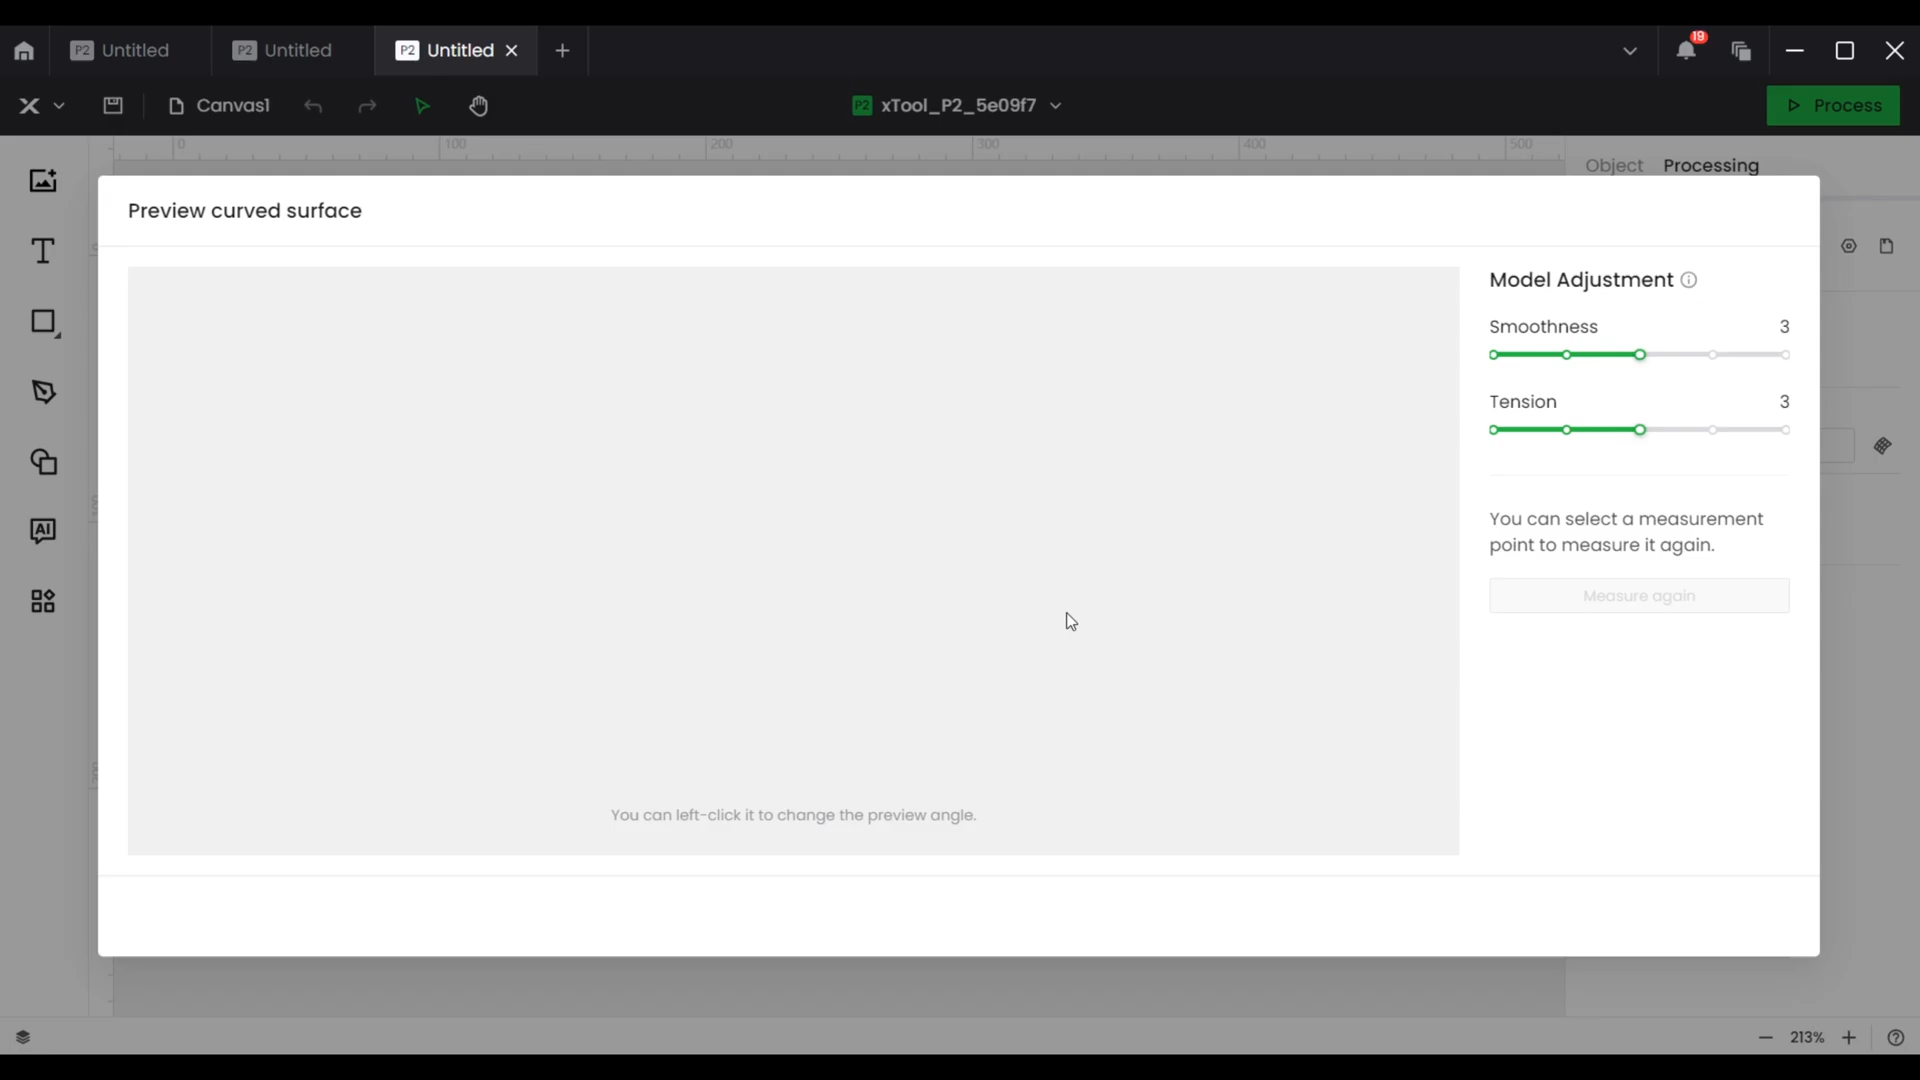 P2 Untitled
P2 Untitled
P2 Untitled
19
Canvas1
P2 xTool_P2_5e09f7
Process
0 100 200 300 400 500
Object Processing
Preview curved surface
Model Adjustment
Smoothness 3
Tension 3
You can select a measurement
point to measure it again.
Measure again
AI
You can left-click it to change the preview angle.
213%